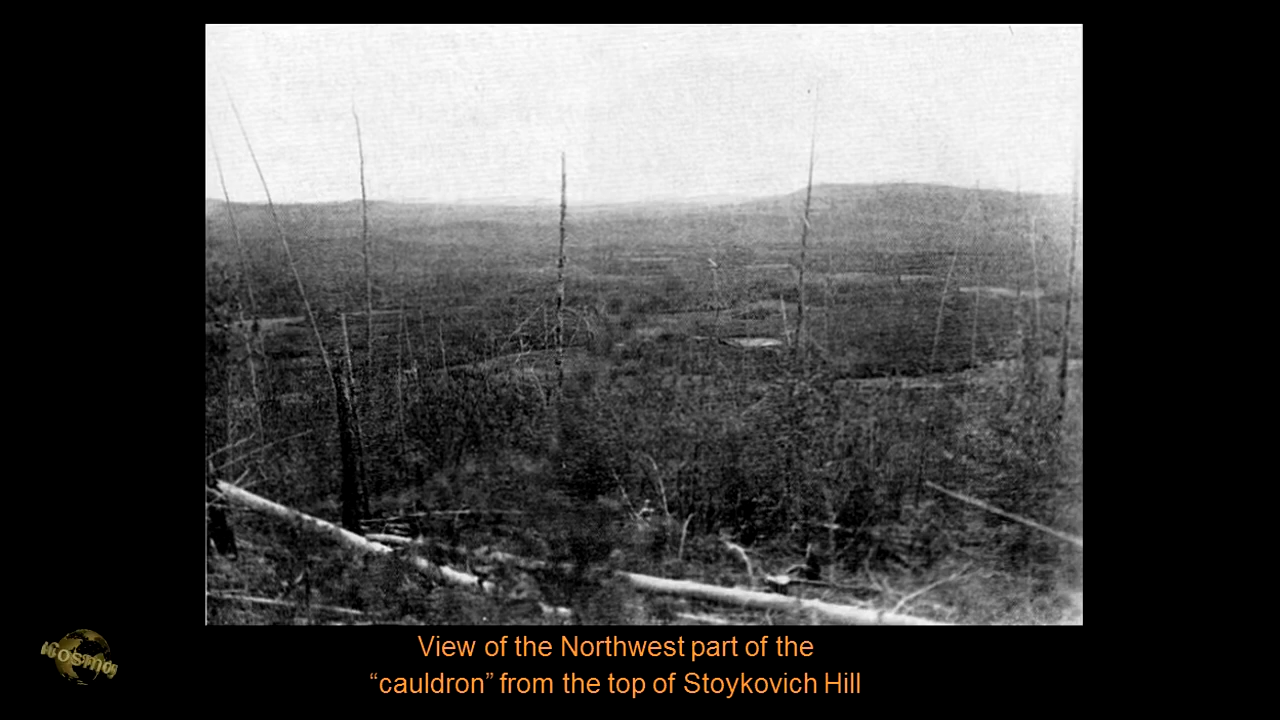 View of the Northwest part of the
“cauldron” from the top of Stoykovich Hill